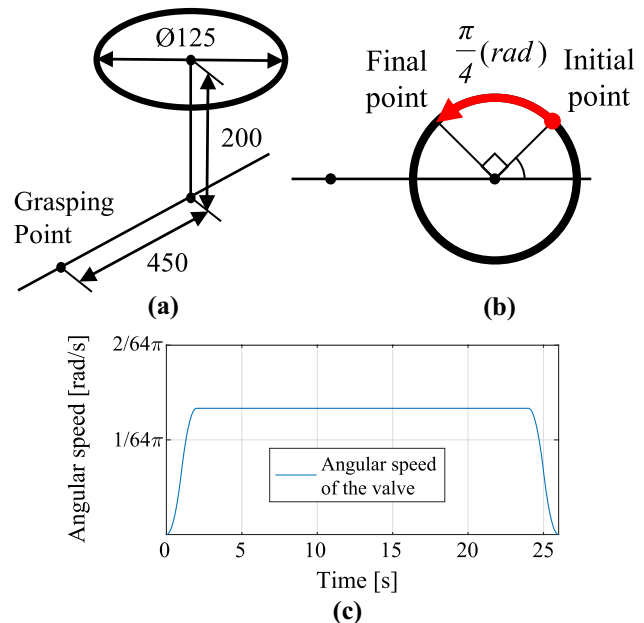 Ø125
200
Grasping
Point
450
(a)
Final
point
π/4 (rad)
Initial
point
(b)
Angular speed [rad/s]
2/64π
1/64π
0
0 5 10 15 20 25
Time [s]
Angular speed
of the valve
(c)